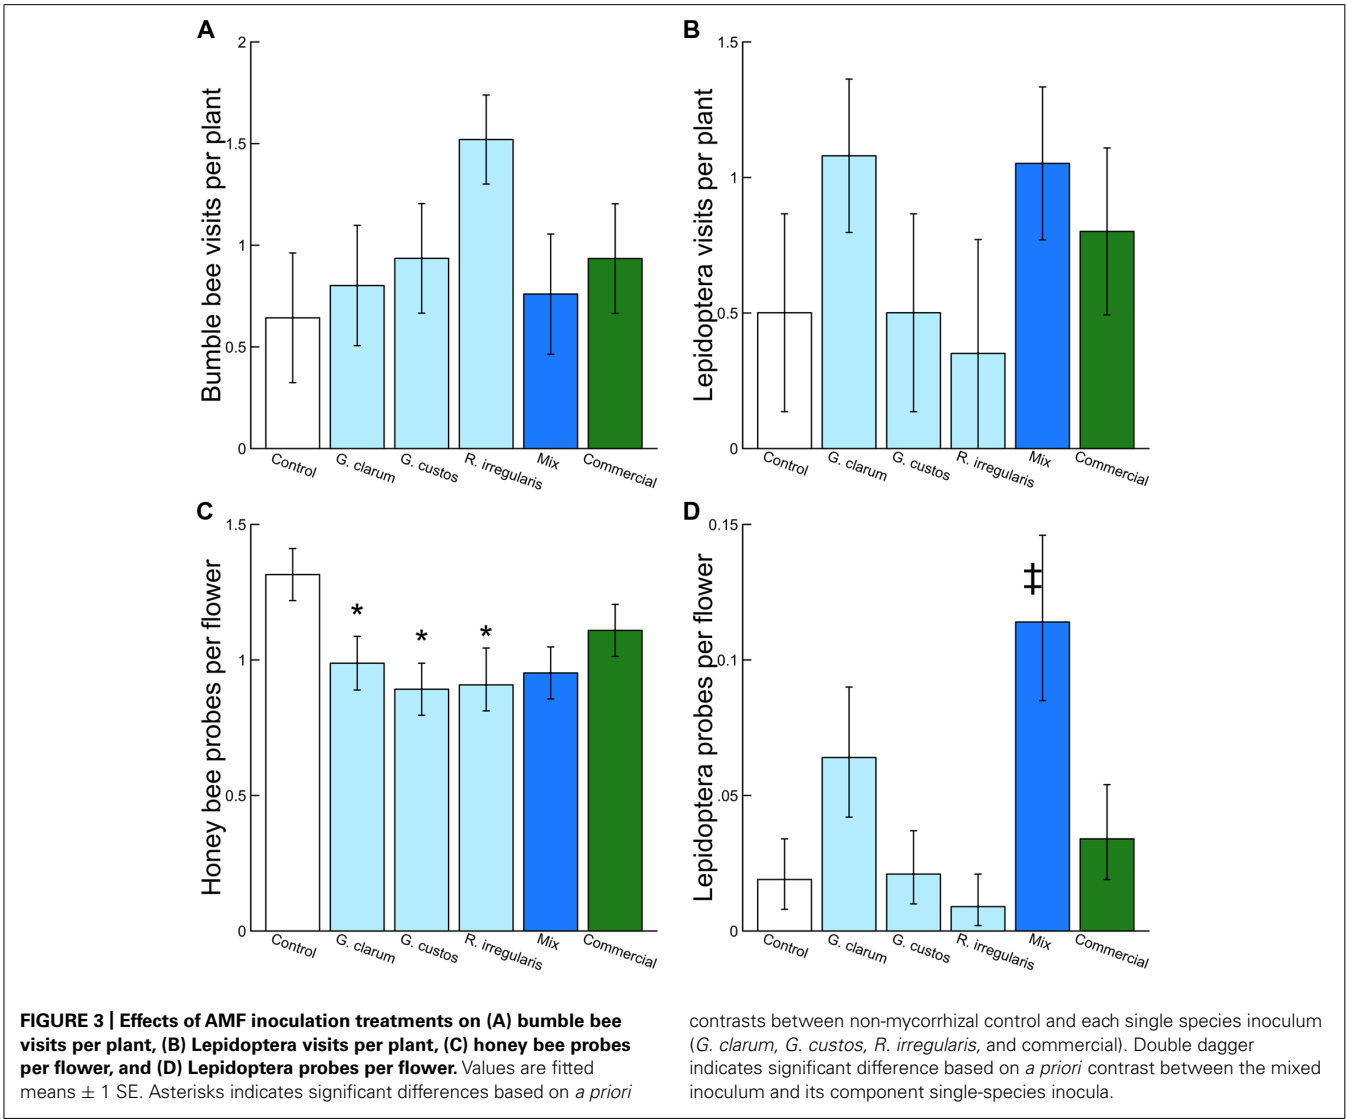 A
Bumble bee visits per plant
2
1.5
1
0.5
0
Control
G. clarum
G. custos
R. irregularis
Mix
Commercial
B
Lepidoptera visits per plant
1.5
1
0.5
0
Control
G. clarum
G. custos
R. irregularis
Mix
Commercial
C
Honey bee probes per flower
1.5
1
0.5
0
*
*
*
Control
G. clarum
G. custos
R. irregularis
Mix
Commercial
D
Lepidoptera probes per flower
0.15
0.1
.05
0
‡
Control
G. clarum
G. custos
R. irregularis
Mix
Commercial
FIGURE 3 | Effects of AMF inoculation treatments on (A) bumble bee
visits per plant, (B) Lepidoptera visits per plant, (C) honey bee probes
per flower, and (D) Lepidoptera probes per flower. Values are fitted
means ± 1 SE. Asterisks indicates significant differences based on a priori
contrasts between non-mycorrhizal control and each single species inoculum
(G. clarum, G. custos, R. irregularis, and commercial). Double dagger
indicates significant difference based on a priori contrast between the mixed
inoculum and its component single-species inocula.